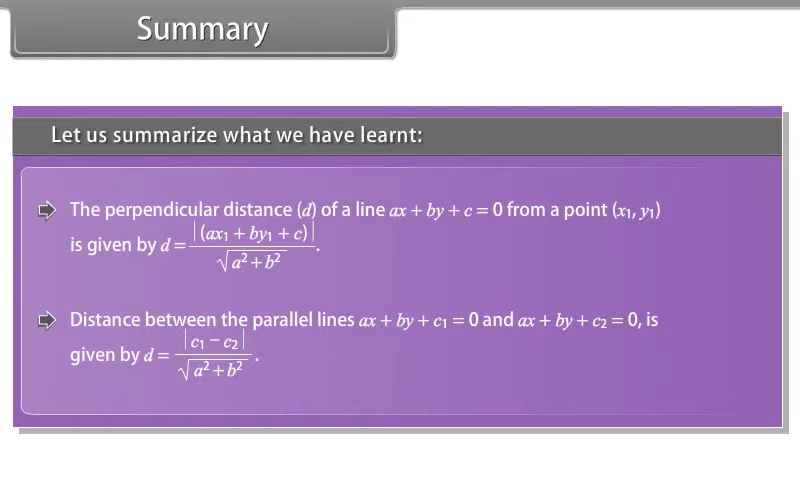 Summary
Let us summarize what we have learnt:
The perpendicular distance (d) of a line ax + by + c = 0 from a point (x₁, y₁)
is given by d = |(ax₁ + by₁ + c)| / √(a² + b²).
Distance between the parallel lines ax + by + c₁ = 0 and ax + by + c₂ = 0, is
given by d = |c₁ − c₂| / √(a² + b²).